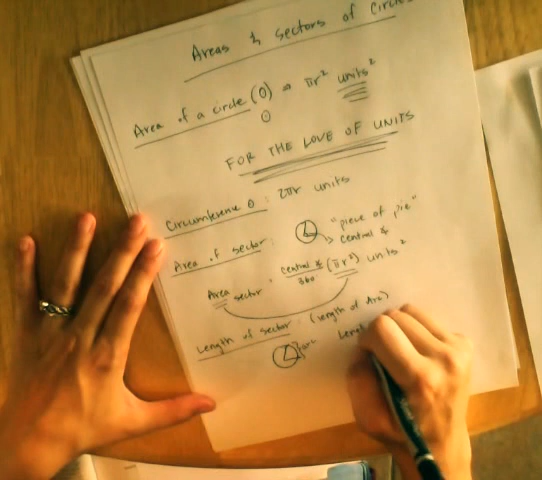 Areas & Sectors of Circles
Area of a circle (O) = πr² units²
FOR THE LOVE OF UNITS
Circumference O : 2πr units
Area of sector : "piece of pie"
central ∡
Area sector = central ∡/360 (πr²) units²
Length of sector : (length of Arc)
arc Length